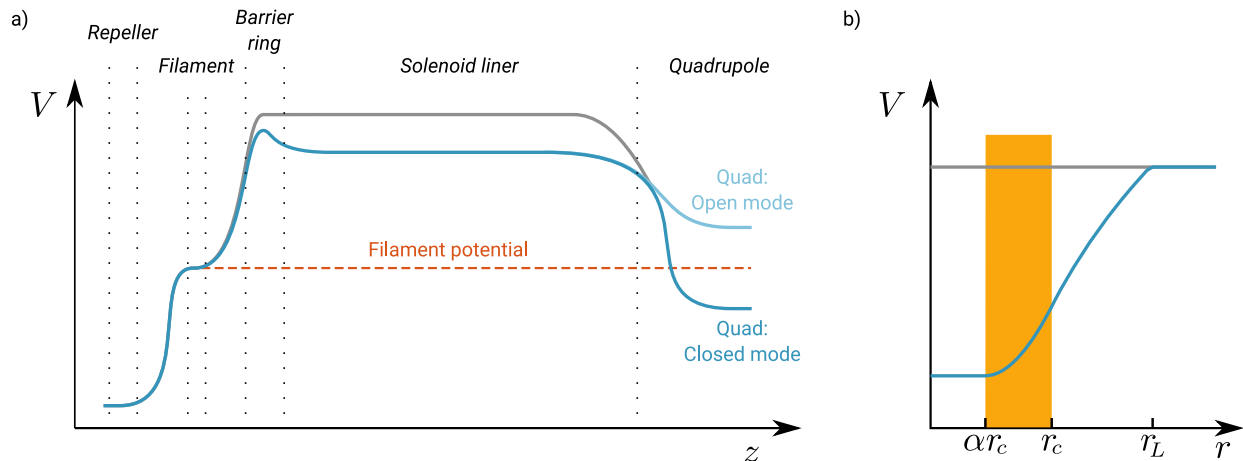 a)
Repeller
Filament
Barrier
ring
Solenoid liner
Quadrupole
V
Quad:
Open mode
Filament potential
Quad:
Closed mode
z
b)
V
αr_c
r_c
r_L
r